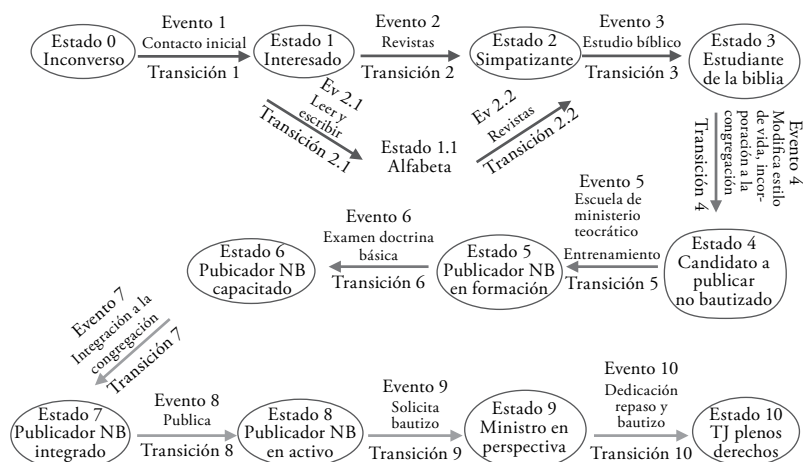 Estado 0
Inconverso
Evento 1
Contacto inicial
Transición 1
Estado 1
Interesado
Evento 2
Revistas
Transición 2
Estado 2
Simpatizante
Evento 3
Estudio bíblico
Transición 3
Estado 3
Estudiante
de la biblia
Ev 2.1
Leer y
escribir
Transición 2.1
Estado 1.1
Alfabeta
Ev 2.2
Revistas
Transición 2.2
Evento 4
Modifica estilo
de vida, incor-
poración a la
congregación
Transición 4
Estado 4
Candidato a
publicar
no bautizado
Evento 5
Escuela de
ministerio
teocrático
Entrenamiento
Transición 5
Estado 5
Publicador NB
en formación
Evento 6
Examen doctrina
básica
Transición 6
Estado 6
Pubicador NB
capacitado
Evento 7
Integración a la
congregación
Transición 7
Estado 7
Publicador NB
integrado
Evento 8
Publica
Transición 8
Estado 8
Publicador NB
en activo
Evento 9
Solicita
bautizo
Transición 9
Estado 9
Ministro en
perspectiva
Evento 10
Dedicación
repaso y
bautizo
Transición 10
Estado 10
TJ plenos
derechos